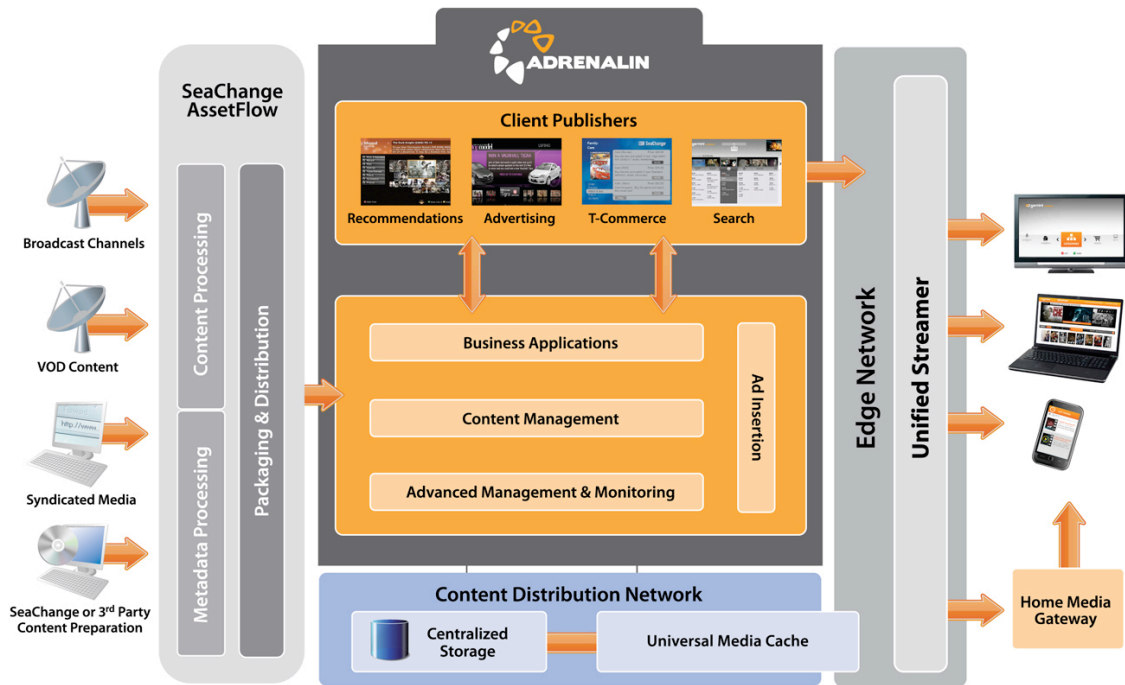 ADRENALIN
SeaChange
AssetFlow
Client Publishers
Recommendations
Advertising
T-Commerce
Search
Broadcast Channels
VOD Content
http://www.
Syndicated Media
SeaChange or 3rd Party
Content Preparation
Content Processing
Metadata Processing
Packaging & Distribution
Business Applications
Content Management
Advanced Management & Monitoring
Ad Insertion
Content Distribution Network
Centralized
Storage
Universal Media Cache
Edge Network
Unified Streamer
Home Media
Gateway